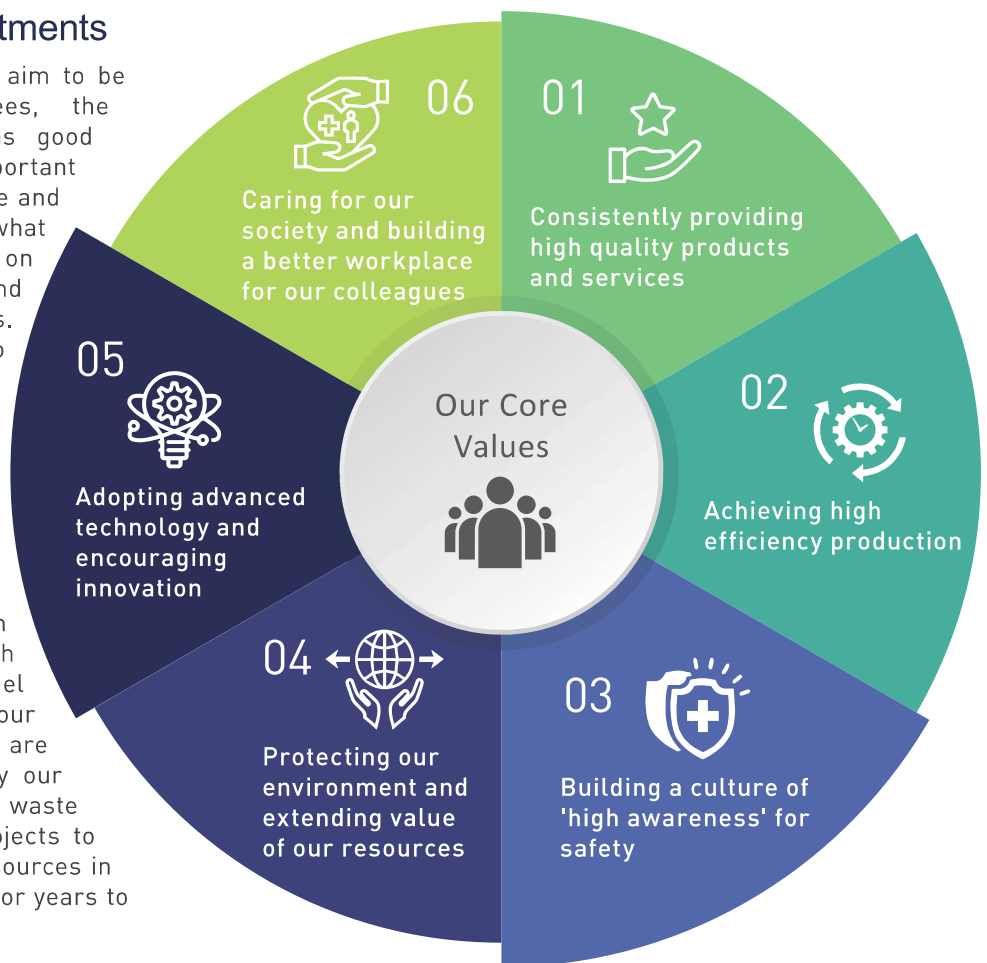 tments
aim to be
ees, the
as good
portant
e and
what
on
nd
s.
o
n
h
el
our
are
y our
waste
ojects to
ources in
or years to
06
Caring for our
society and building
a better workplace
for our colleagues
01
Consistently providing
high quality products
and services
02
Achieving high
efficiency production
03
Building a culture of
'high awareness' for
safety
04
Protecting our
environment and
extending value
of our resources
05
Adopting advanced
technology and
encouraging
innovation
Our Core
Values